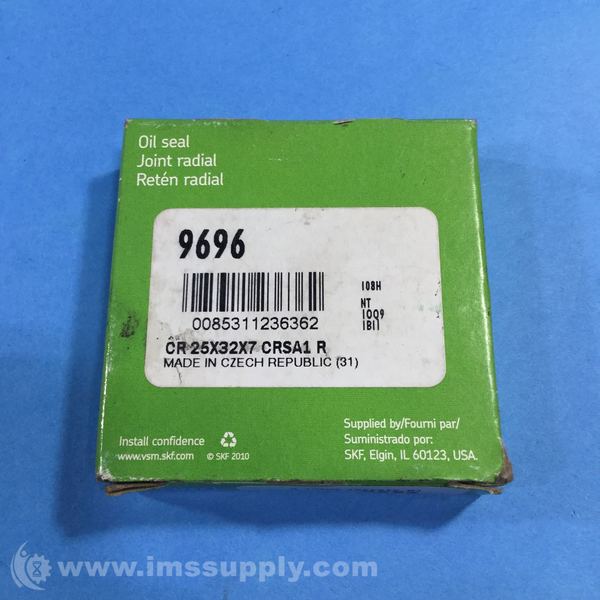 Oil seal
Joint radial
Retén radial
9696
0085311236362
108H
NT
1009
1B11
CR 25X32X7 CRSA1 R
MADE IN CZECH REPUBLIC (31)
Install confidence
www.vsm.skf.com © SKF 2010
Supplied by/Fourni par/
Suministrado por:
SKF, Elgin, IL 60123, USA.
www.imssupply.com